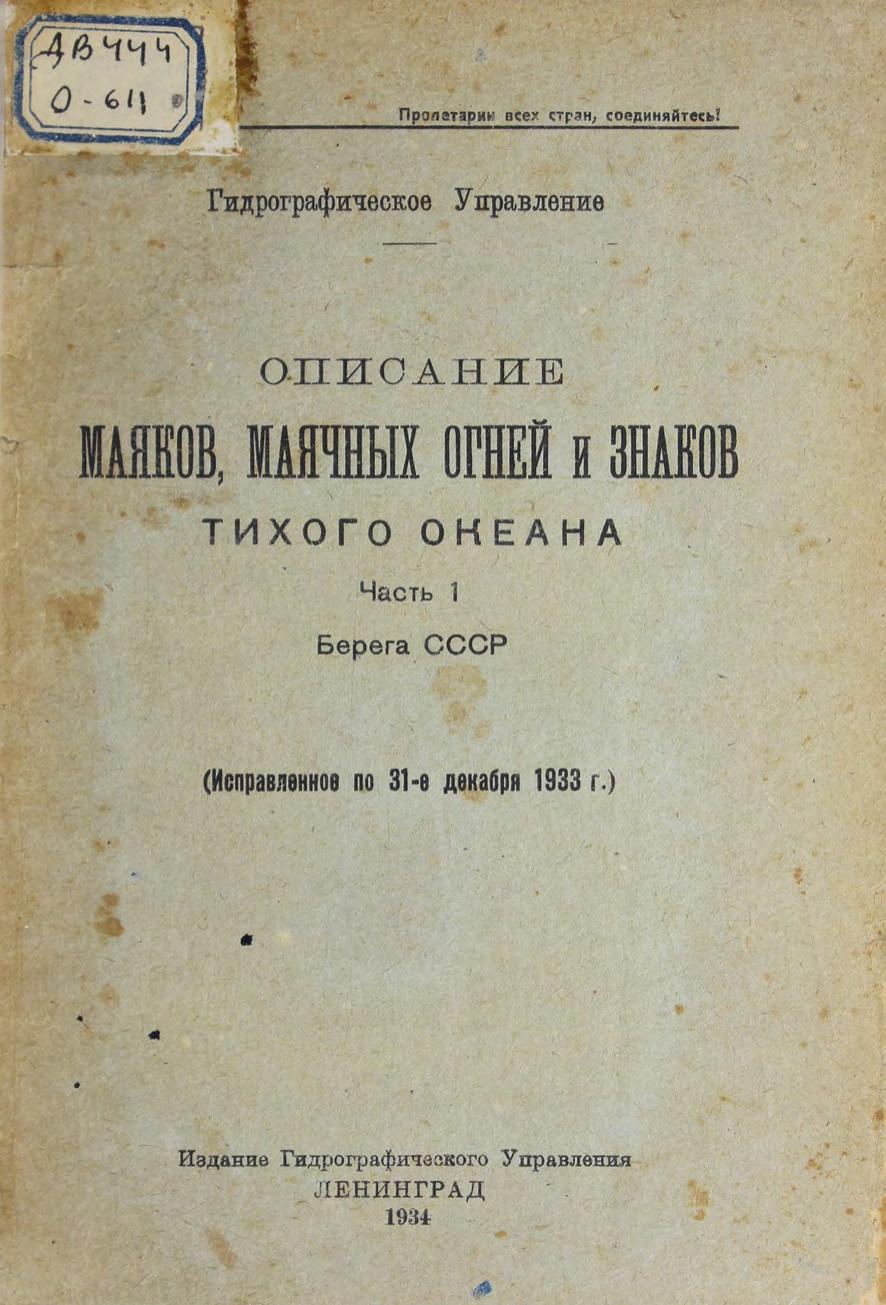 ДВ444
О-611
Пролетарии всех стран, соединяйтесь!
Гидрографическое Управление
ОПИСАНИЕ
МАЯКОВ, МАЯЧНЫХ ОГНЕЙ и ЗНАКОВ
ТИХОГО ОКЕАНА
Часть 1
Берега СССР
(Исправленное по 31-е декабря 1933 г.)
Издание Гидрографического Управления
ЛЕНИНГРАД
1934